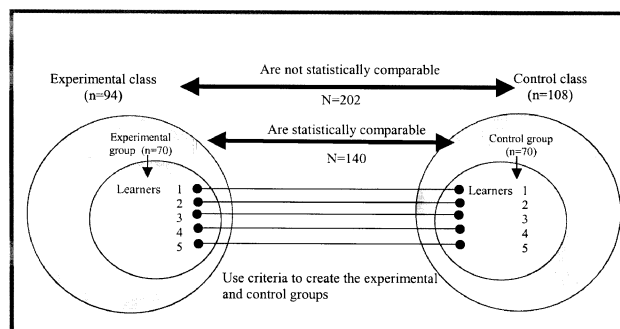 Are not statistically comparable
Experimental class
(n=94)
Control class
(n=108)
N=202
Are statistically comparable
Experimental
group (n=70)
Control group
(n=70)
N=140
Learners 1
2
3
4
5
Learners 1
2
3
4
5
Use criteria to create the experimental
and control groups